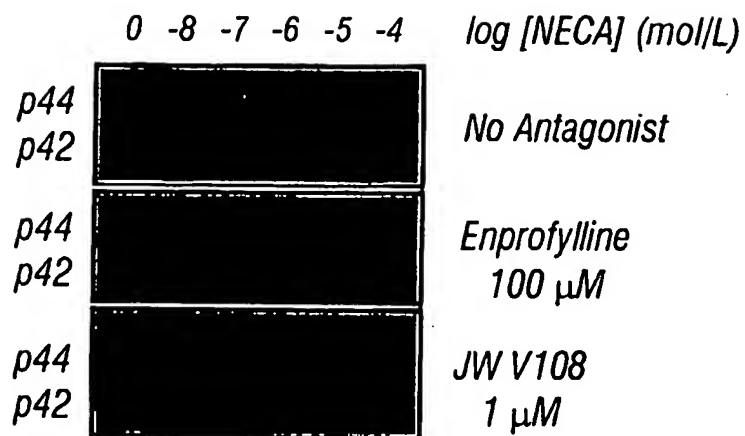 0 -8 -7 -6 -5 -4 log [NECA] (mol/L)
p44
p42
No Antagonist
p44
p42
Enprofylline
100 μM
p44
p42
JW V108
1 μM